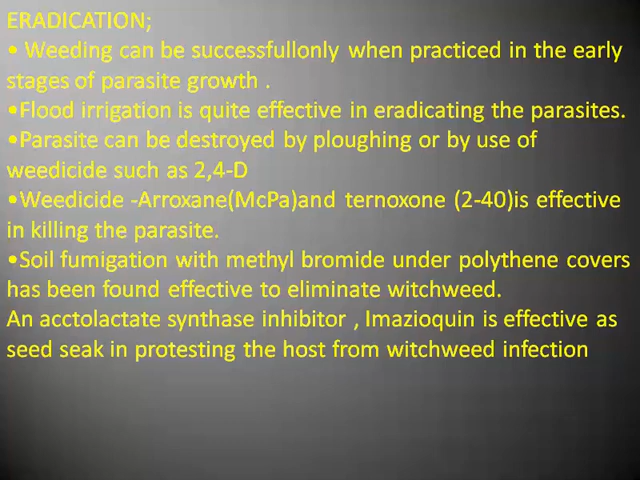 ERADICATION;
• Weeding can be successfullonly when practiced in the early
stages of parasite growth .
•Flood irrigation is quite effective in eradicating the parasites.
•Parasite can be destroyed by ploughing or by use of
weedicide such as 2,4-D
•Weedicide -Arroxane(McPa)and ternoxone (2-40)is effective
in killing the parasite.
•Soil fumigation with methyl bromide under polythene covers
has been found effective to eliminate witchweed.
An acctolactate synthase inhibitor , Imazioquin is effective as
seed seak in protesting the host from witchweed infection